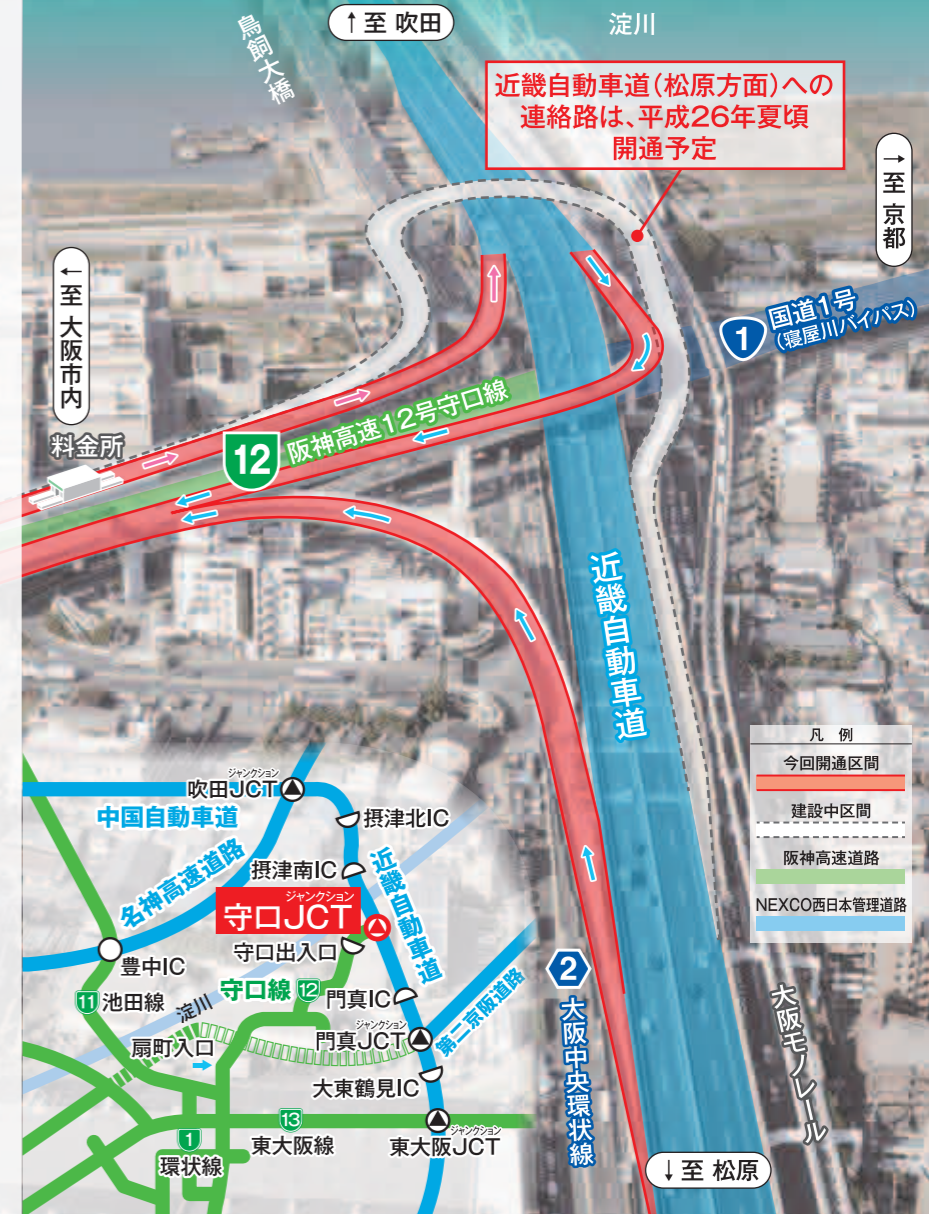 ↑至 吹田
淀川
鳥飼大橋
近畿自動車道(松原方面)への
連絡路は、平成26年夏頃
開通予定
→至 京都
←至 大阪市内
1
国道1号
(寝屋川バイパス)
料金所
12
阪神高速12号守口線
近畿自動車道
凡 例
今回開通区間
建設中区間
阪神高速道路
NEXCO西日本管理道路
ジャンクション
吹田JCT
中国自動車道
摂津北IC
名神高速道路
摂津南IC
近畿自動車道
ジャンクション
守口JCT
守口出入口
豊中IC
守口線
12
門真IC
11
池田線
淀川
ジャンクション
門真JCT
第二京阪道路
扇町入口
→
大東鶴見IC
13
東大阪線
1
環状線
ジャンクション
東大阪JCT
2
大阪中央環状線
大阪モノレール
↓至 松原